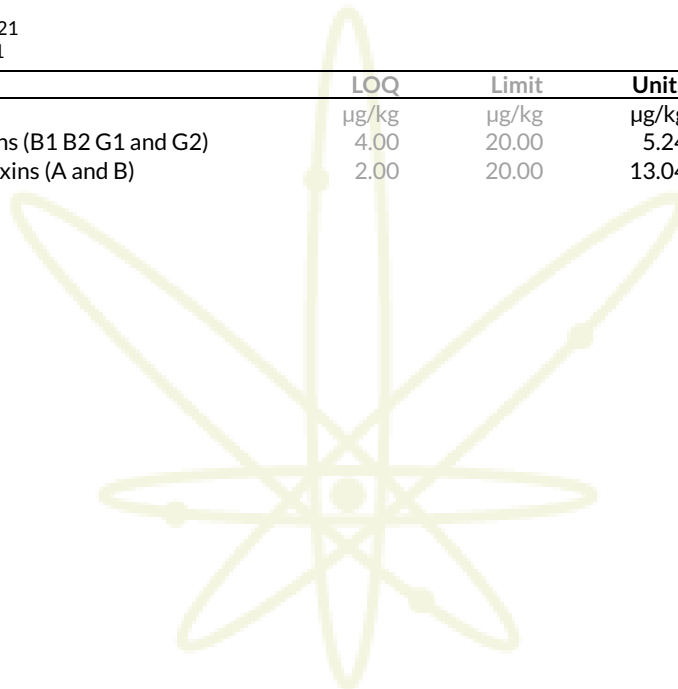 21
1
LOQ Limit Unit
µg/kg µg/kg µg/kg
ns (B1 B2 G1 and G2) 4.00 20.00 5.24
xins (A and B) 2.00 20.00 13.04